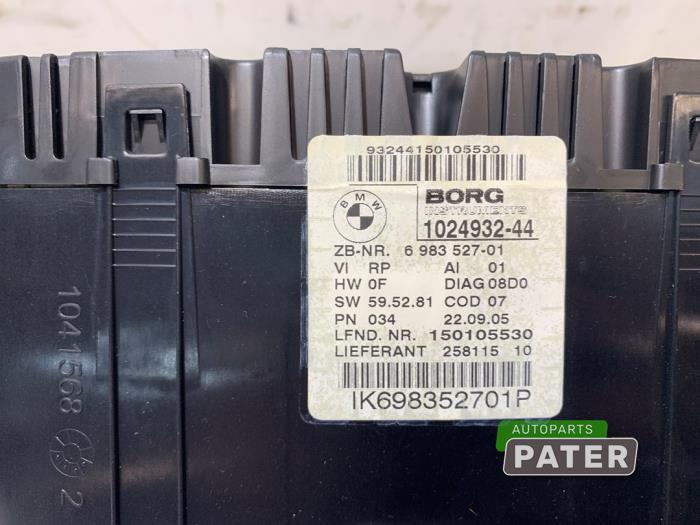 93244150105530
BMW
BORG
INSTRUMENTS
1024932-44
ZB-NR. 6 983 527-01
VI RP AI 01
HW 0F DIAG 08D0
SW 59.52.81 COD 07
PN 034 22.09.05
LFND. NR. 150105530
LIEFERANT 258115 10
IK698352701P
1041568 2
AUTOPARTS
PATER